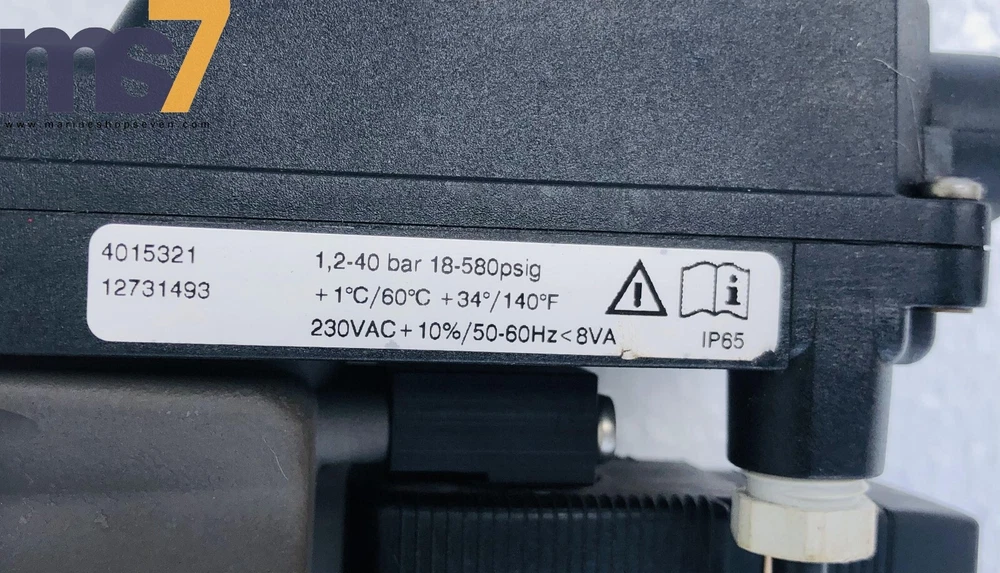 ms7
www.marineshopseven.com
4015321
12731493
1,2-40 bar 18-580psig
+1°C/60°C +34°/140°F
230VAC+10%/50-60Hz<8VA
IP65